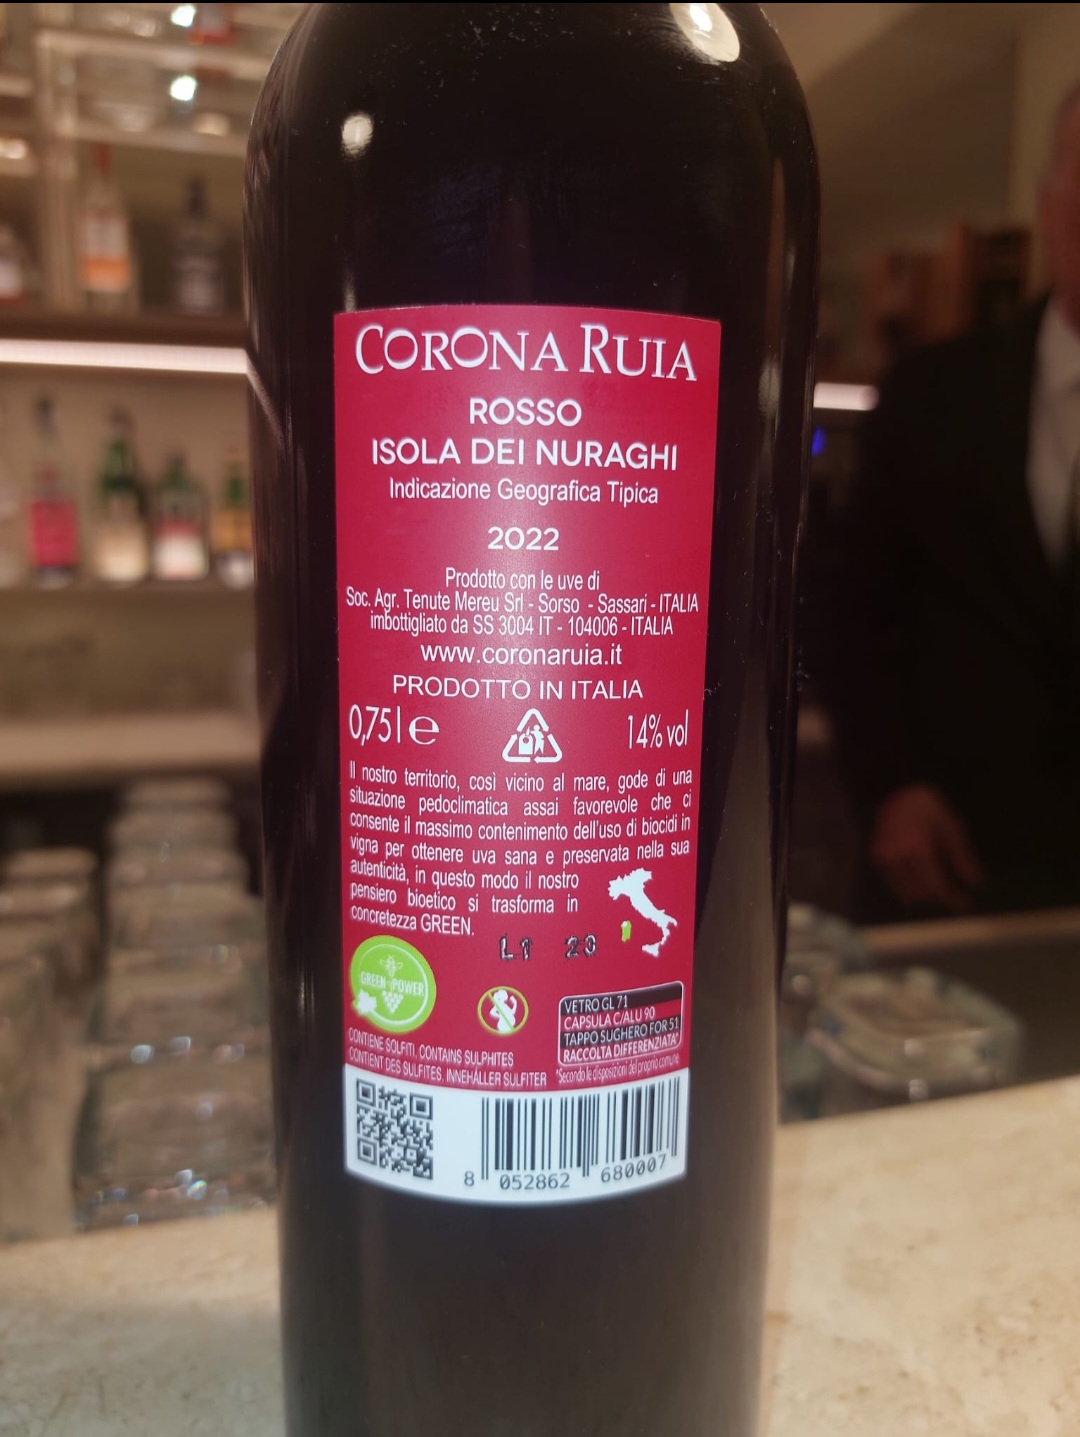 CORONA RUIA
ROSSO
ISOLA DEI NURAGHI
Indicazione Geografica Tipica
2022
Prodotto con le uve di
Soc. Agr. Tenute Mereu Srl - Sorso - Sassari - ITALIA
imbottigliato da SS 3004 IT - 104006 - ITALIA
www.coronaruia.it
PRODOTTO IN ITALIA
0,75 l e 14% vol
Il nostro territorio, così vicino al mare, gode di una
situazione pedoclimatica assai favorevole che ci
consente il massimo contenimento dell'uso di biocidi in
vigna per ottenere uva sana e preservata nella sua
autenticità, in questo modo il nostro
pensiero bioetico si trasforma in
concretezza GREEN.
L1 23
GREEN POWER
VETRO GL 71
CAPSULA C/ALU 90
TAPPO SUGHERO FOR 51
RACCOLTA DIFFERENZIATA*
*Secondo le disposizioni del proprio comune
CONTIENE SOLFITI, CONTAINS SULPHITES
CONTIENT DES SULFITES, INNEHÅLLER SULFITER
8 052862 680007